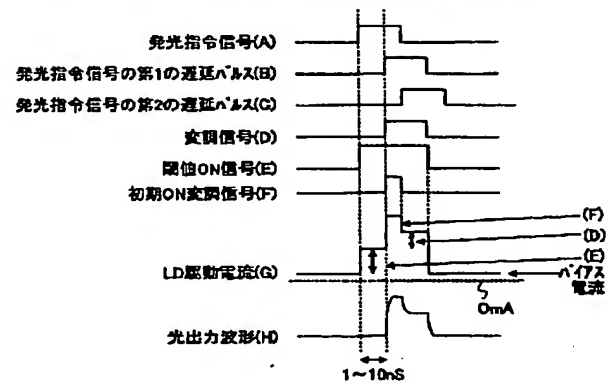 発光指令信号(A)
発光指令信号の第1の遅延パルス(B)
発光指令信号の第2の遅延パルス(C)
変調信号(D)
閾値ON信号(E)
初期ON変調信号(F)
(F)
(D)
(E)
LD駆動電流(G)
バイアス
電流
0mA
光出力波形(H)
1~10nS